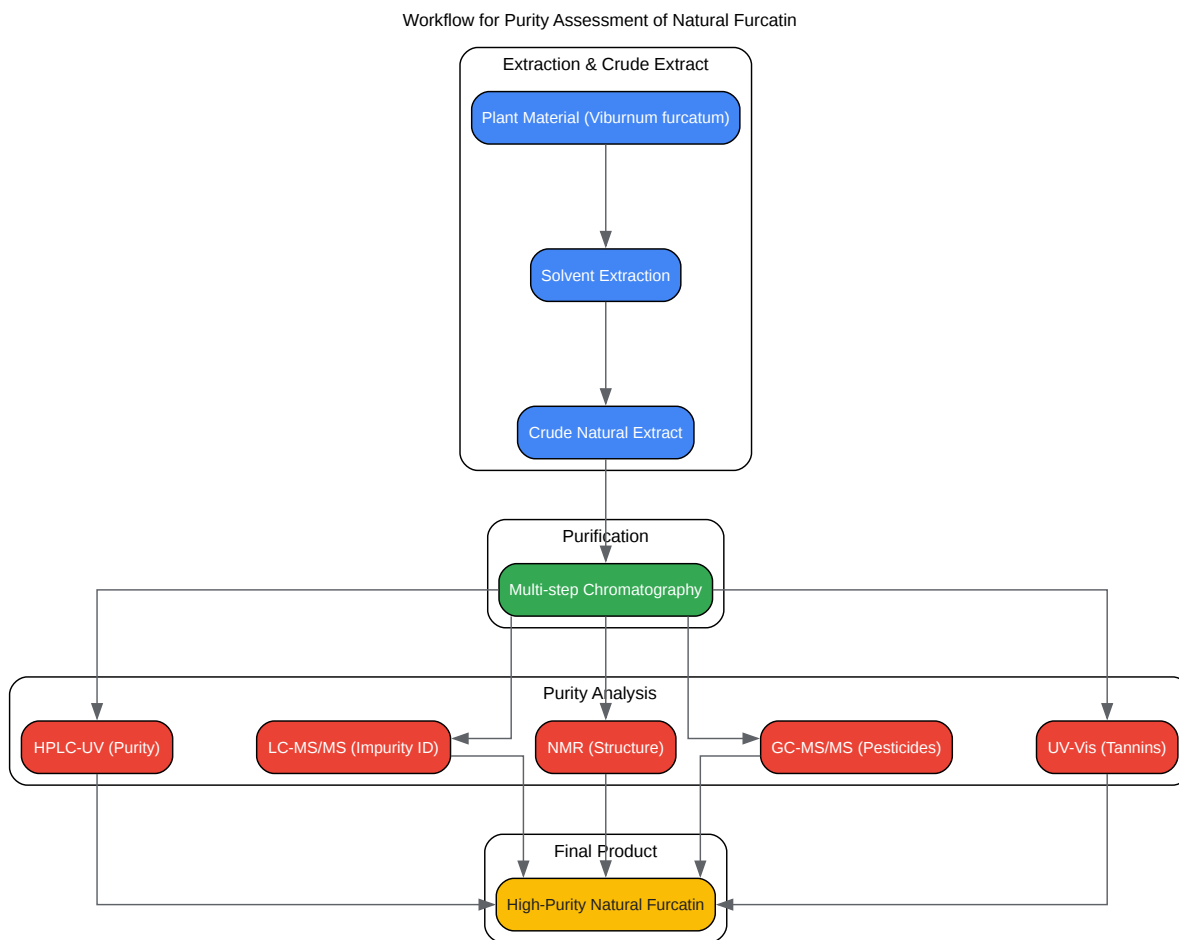 Workflow for Purity Assessment of Natural Furcatin
Extraction & Crude Extract
Plant Material (Viburnum furcatum)
Solvent Extraction
Crude Natural Extract
Purification
Multi-step Chromatography
Purity Analysis
HPLC-UV (Purity)
LC-MS/MS (Impurity ID)
NMR (Structure)
GC-MS/MS (Pesticides)
UV-Vis (Tannins)
Final Product
High-Purity Natural Furcatin